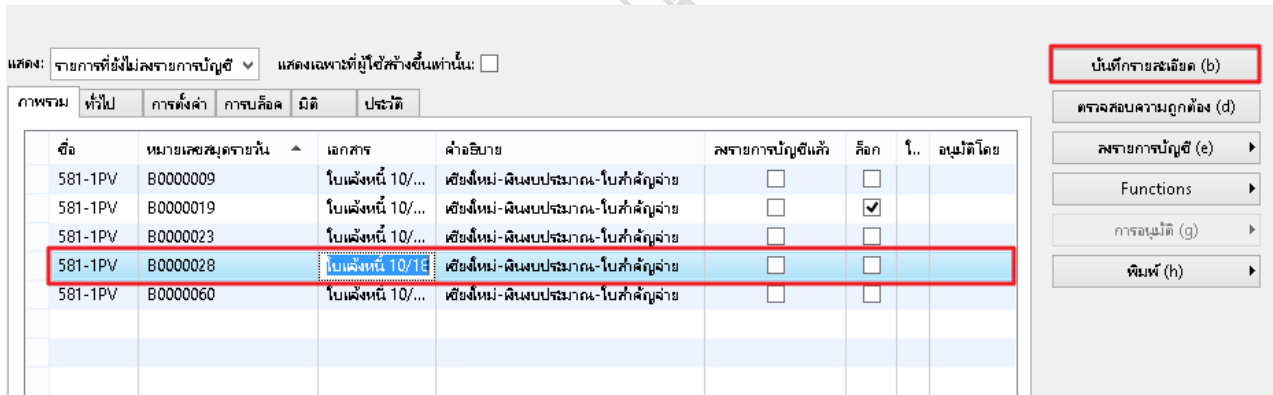 แสดง: รายการที่ยังไม่ลงรายการบัญชี แสดงเฉพาะที่ผู้ใช้สร้างขึ้นเท่านั้น:
บันทึกรายละเอียด (b)
ภาพรวม ทั่วไป การตั้งค่า การบล็อค มิติ ประวัติ
ตรวจสอบความถูกต้อง (d)
ชื่อ หมายเลขสมุดรายวัน เอกสาร คำอธิบาย ลงรายการบัญชีแล้ว ล็อก ใ... อนุมัติโดย
ลงรายการบัญชี (e)
581-1PV B0000009 ใบแจ้งหนี้ 10/... เชียงใหม่-เงินงบประมาณ-ใบสำคัญจ่าย
Functions
581-1PV B0000019 ใบแจ้งหนี้ 10/... เชียงใหม่-เงินงบประมาณ-ใบสำคัญจ่าย
581-1PV B0000023 ใบแจ้งหนี้ 10/... เชียงใหม่-เงินงบประมาณ-ใบสำคัญจ่าย
การอนุมัติ (g)
581-1PV B0000028 ใบแจ้งหนี้ 10/18 เชียงใหม่-เงินงบประมาณ-ใบสำคัญจ่าย
พิมพ์ (h)
581-1PV B0000060 ใบแจ้งหนี้ 10/... เชียงใหม่-เงินงบประมาณ-ใบสำคัญจ่าย